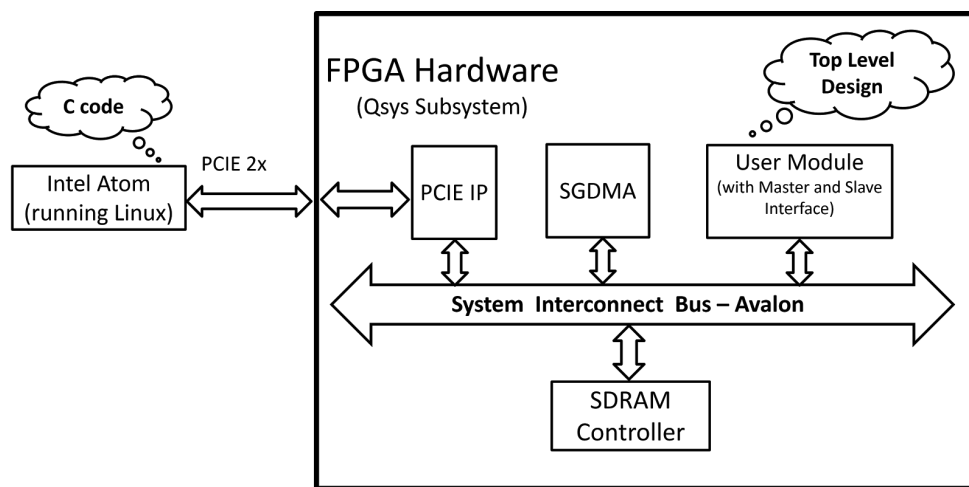 C code
Intel Atom
(running Linux)
PCIE 2x
FPGA Hardware
(Qsys Subsystem)
Top Level
Design
PCIE IP
SGDMA
User Module
(with Master and Slave
Interface)
System Interconnect Bus – Avalon
SDRAM
Controller